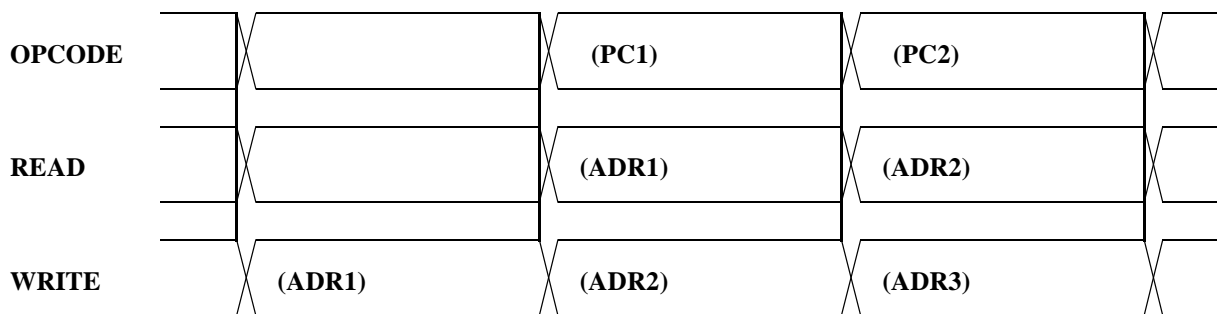 OPCODE (PC1) (PC2)
READ (ADR1) (ADR2)
WRITE (ADR1) (ADR2) (ADR3)